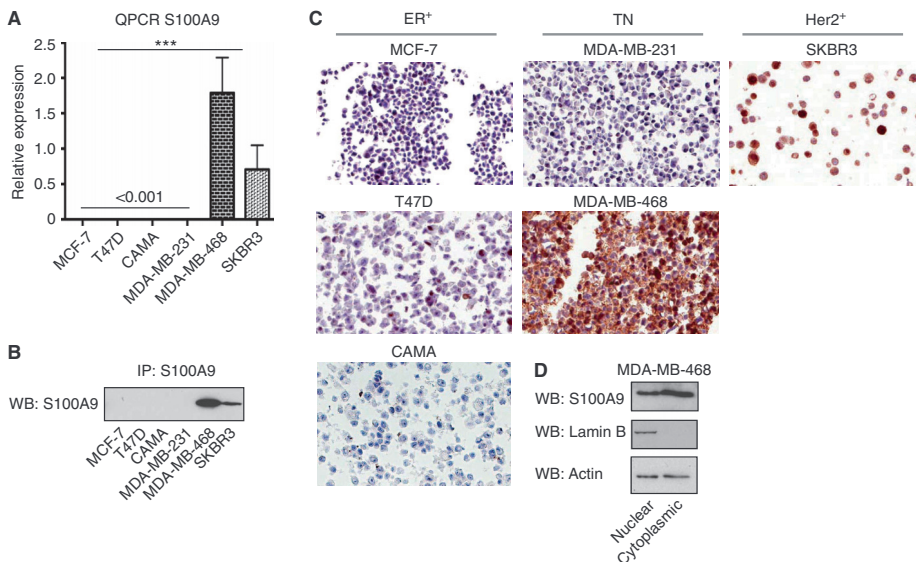 A
QPCR S100A9
Relative expression
2.5
2.0
1.5
1.0
0.5
0
***
<0.001
MCF-7
T47D
CAMA
MDA-MB-231
MDA-MB-468
SKBR3
B
IP: S100A9
WB: S100A9
MCF-7
T47D
CAMA
MDA-MB-231
MDA-MB-468
SKBR3
C
ER+ TN Her2+
MCF-7 MDA-MB-231 SKBR3
T47D MDA-MB-468
CAMA
D
MDA-MB-468
WB: S100A9
WB: Lamin B
WB: Actin
Nuclear
Cytoplasmic